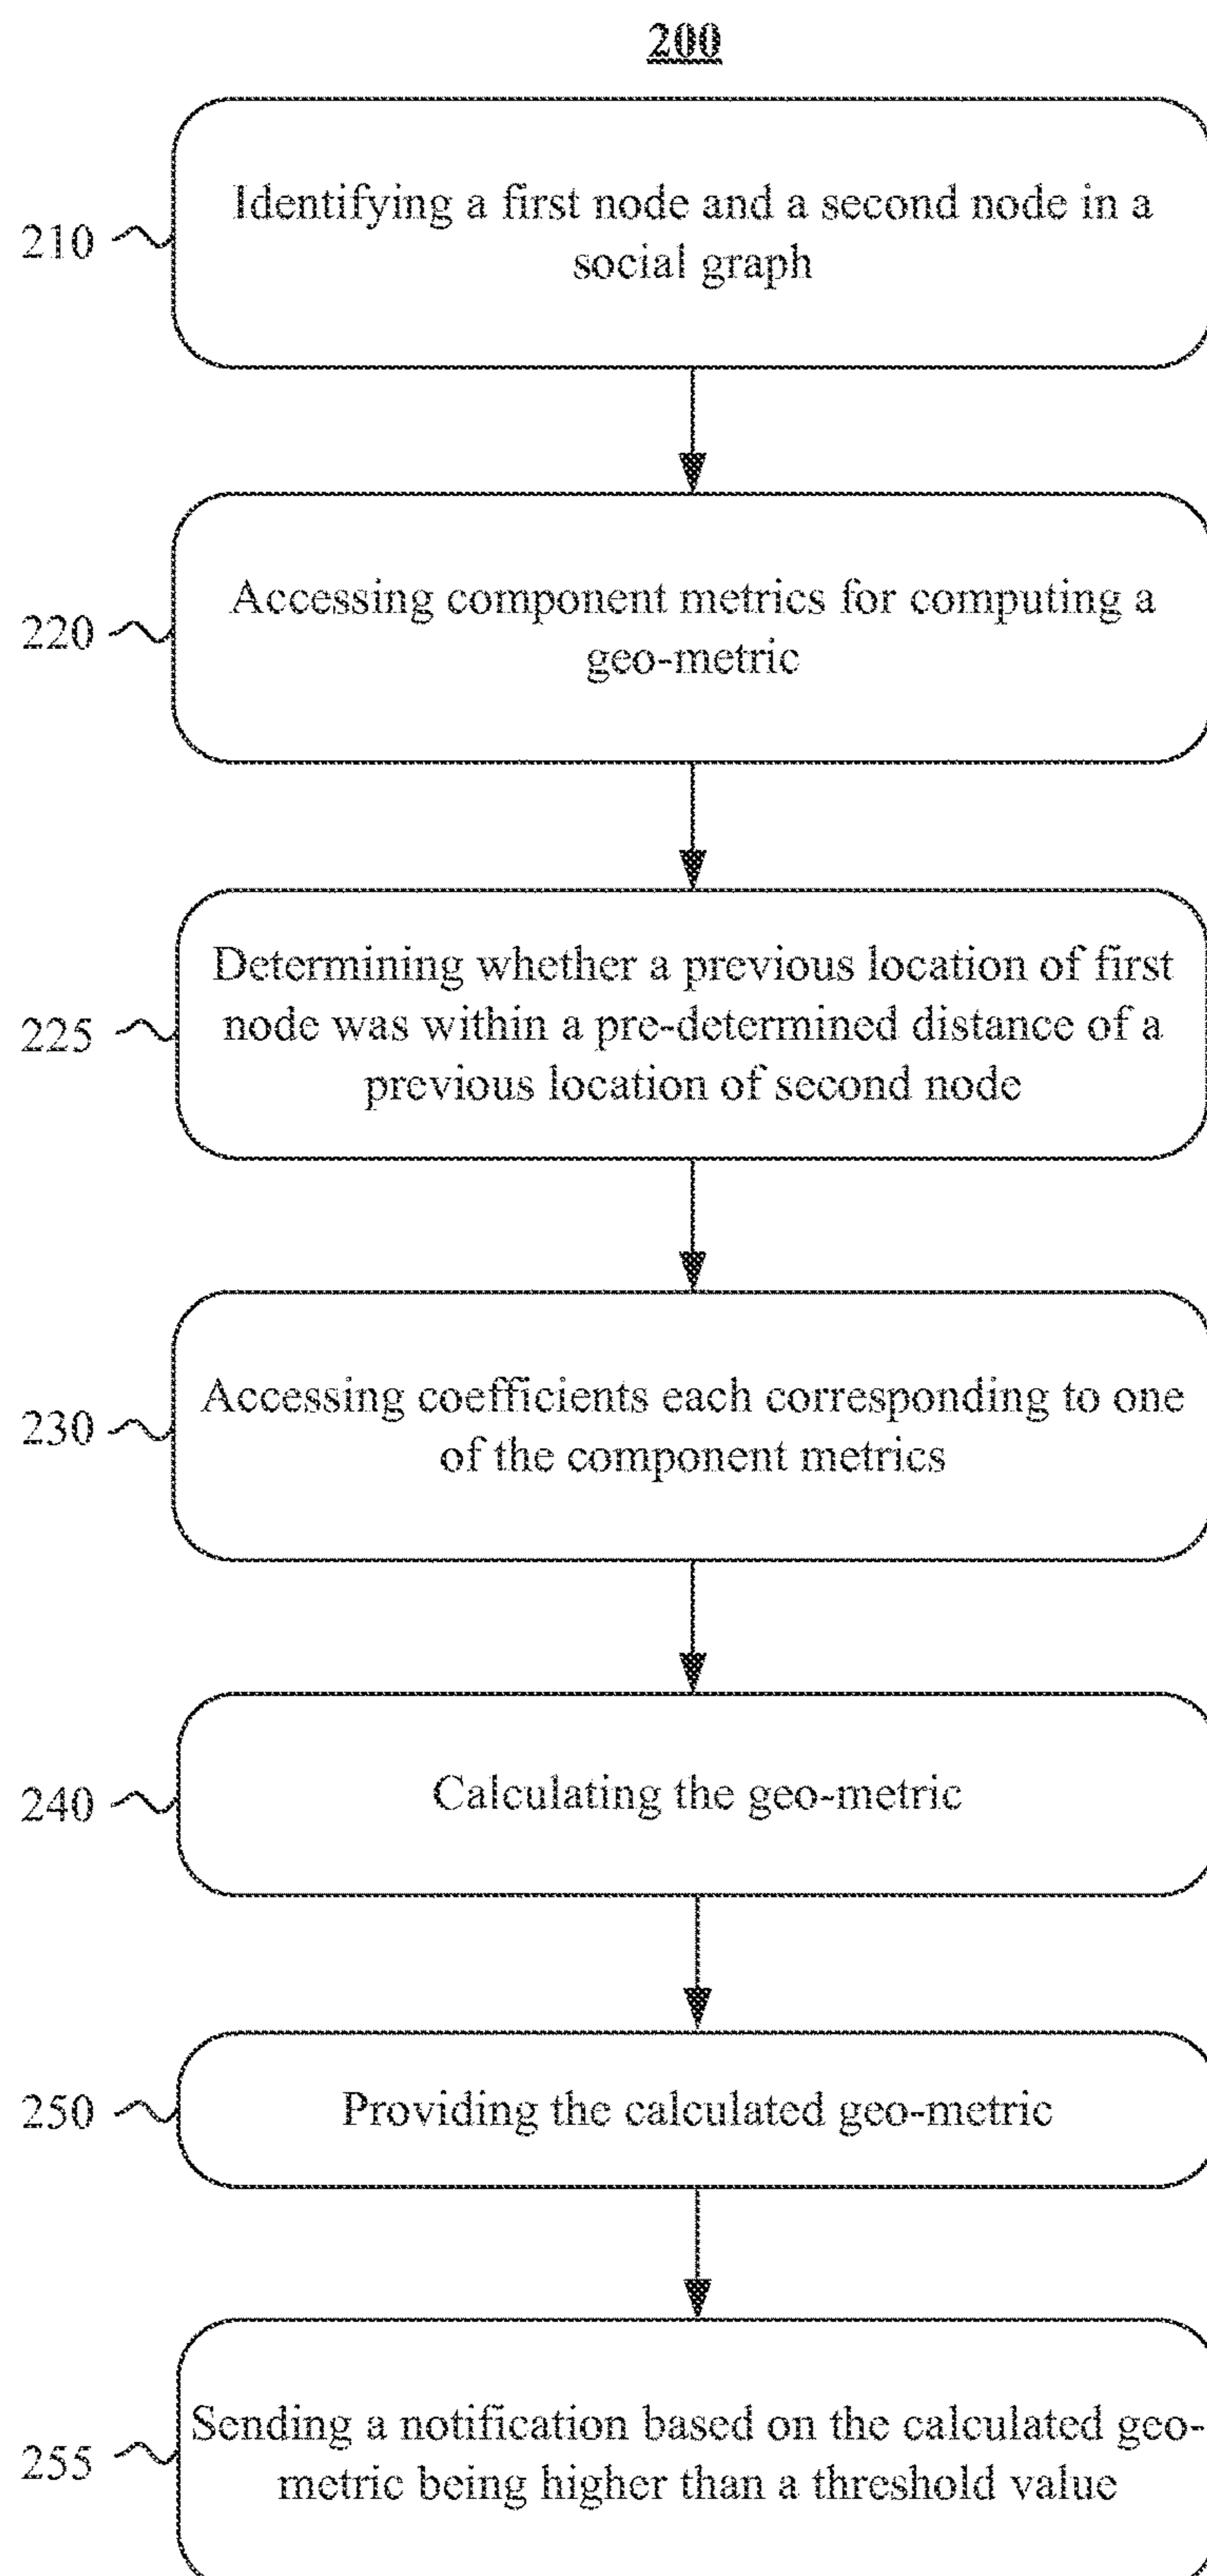 200
210
Identifying a first node and a second node in a
social graph
220
Accessing component metrics for computing a
geo-metric
225
Determining whether a previous location of first
node was within a pre-determined distance of a
previous location of second node
230
Accessing coefficients each corresponding to one
of the component metrics
240
Calculating the geo-metric
250
Providing the calculated geo-metric
255
Sending a notification based on the calculated geo-
metric being higher than a threshold value